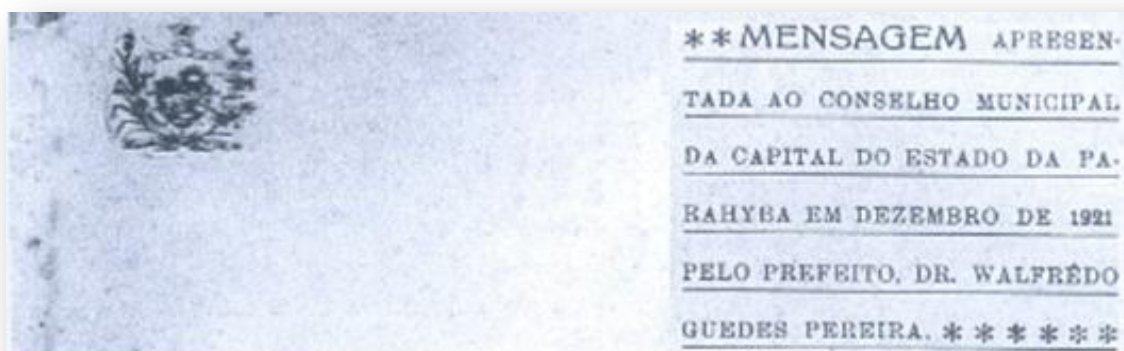 **MENSAGEM APRESEN-
TADA AO CONSELHO MUNICIPAL
DA CAPITAL DO ESTADO DA PA-
RAHYBA EM DEZEMBRO DE 1921
PELO PREFEITO, DR. WALFRÊDO
GUEDES PEREIRA. ******